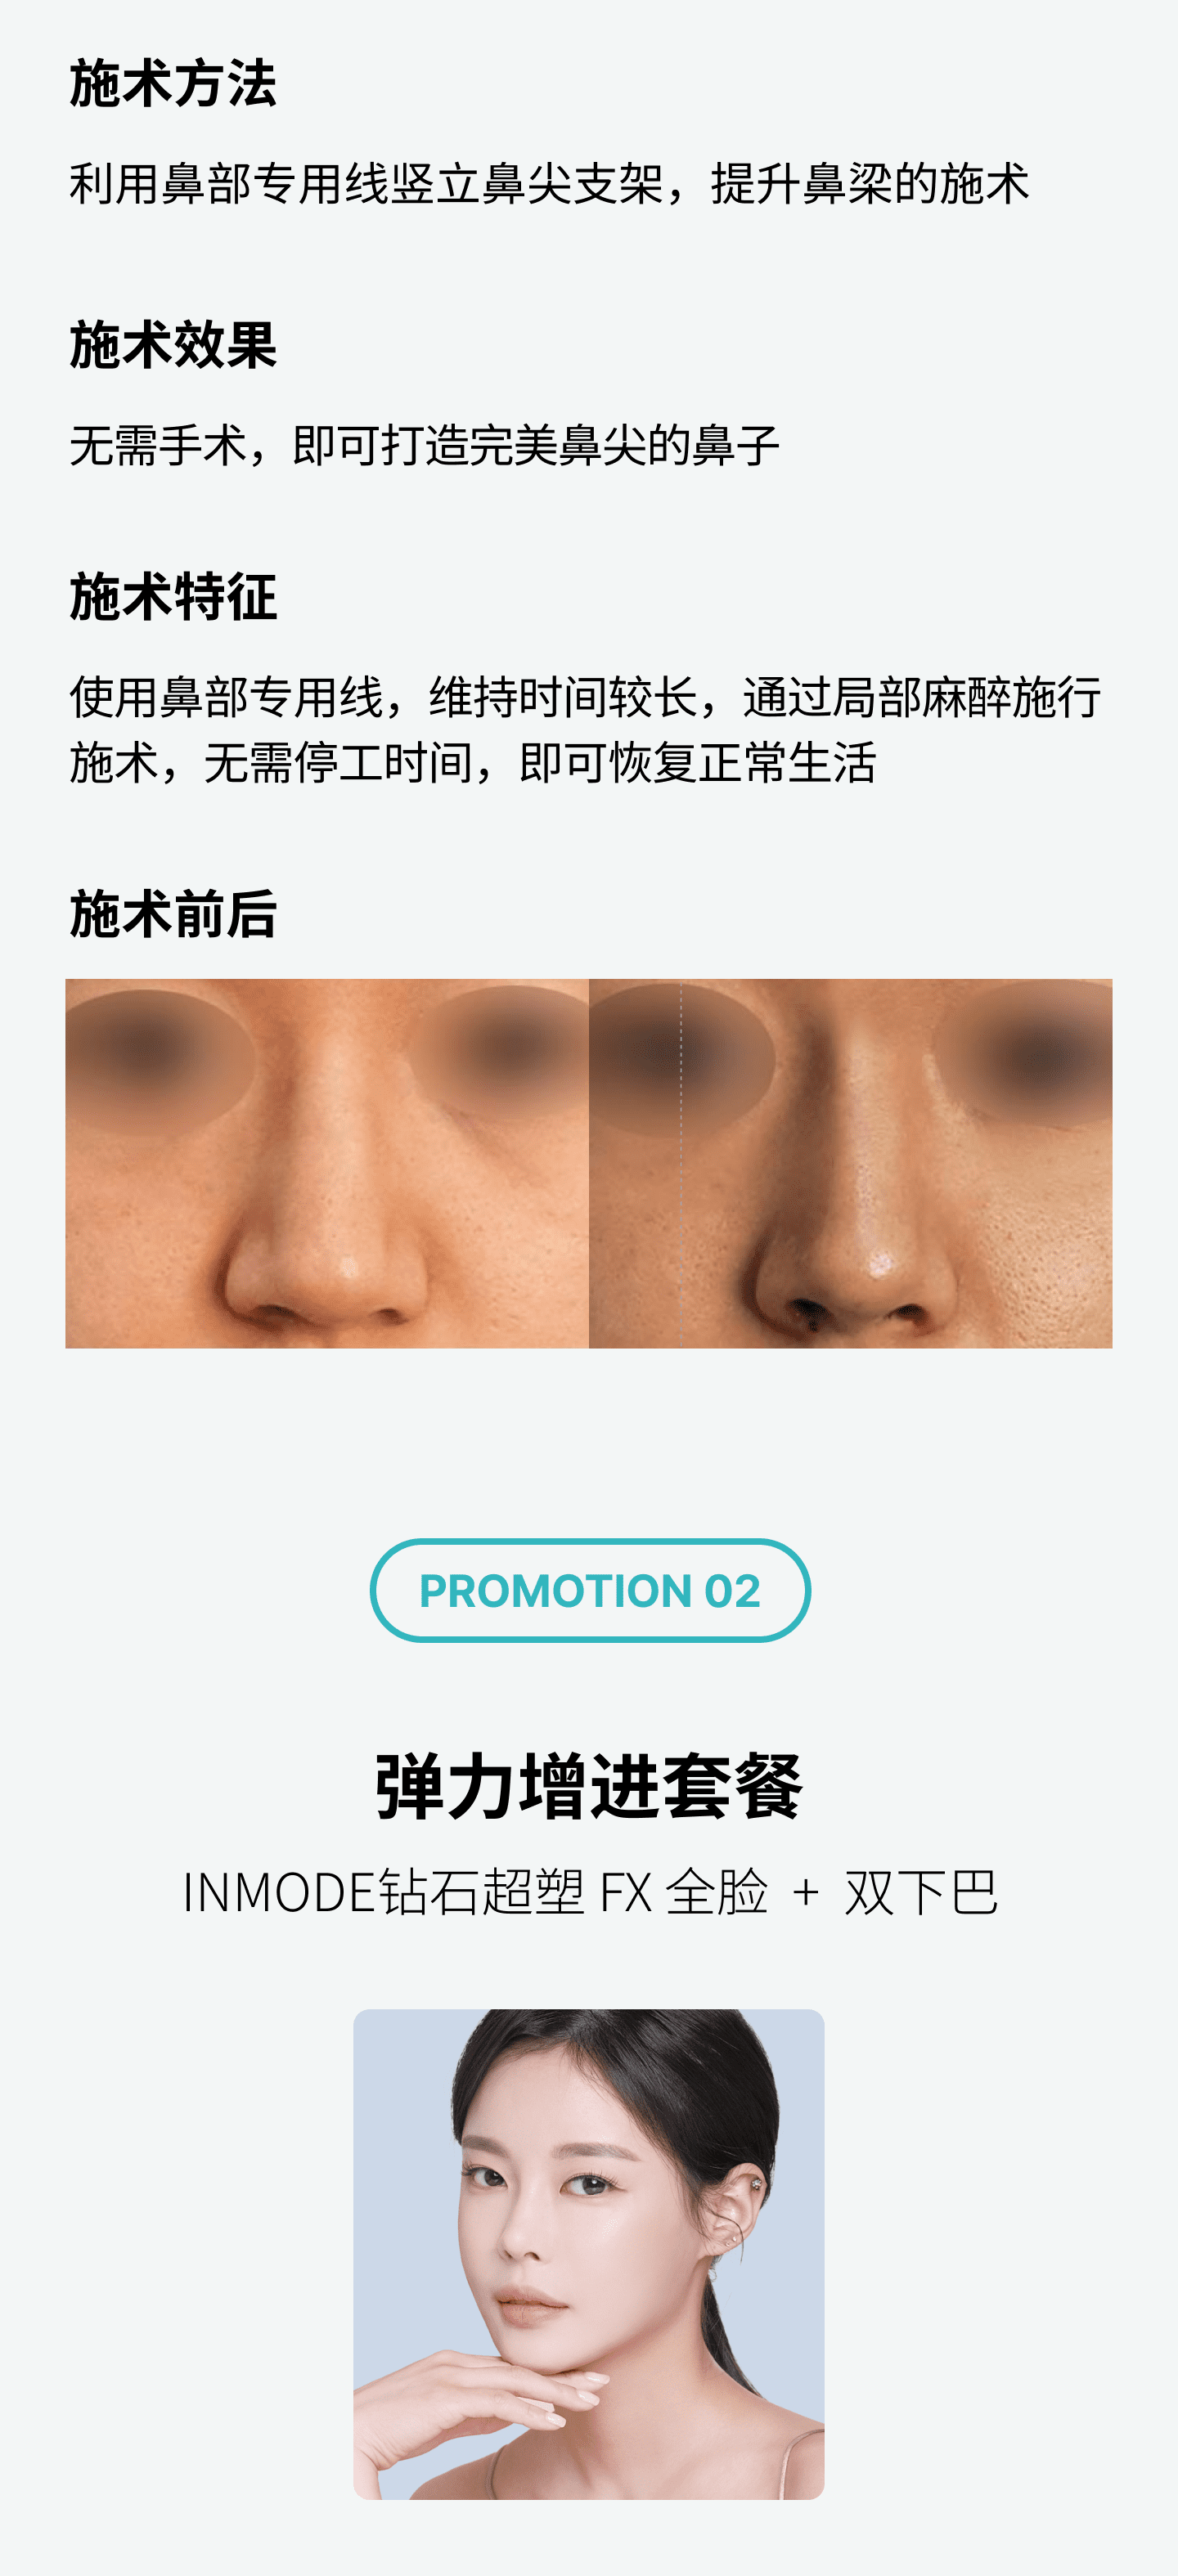 施术方法
利用鼻部专用线竖立鼻尖支架，提升鼻梁的施术
施术效果
无需手术，即可打造完美鼻尖的鼻子
施术特征
使用鼻部专用线，维持时间较长，通过局部麻醉施行
施术，无需停工时间，即可恢复正常生活
施术前后
PROMOTION 02
弹力增进套餐
INMODE钻石超塑 FX 全脸 + 双下巴